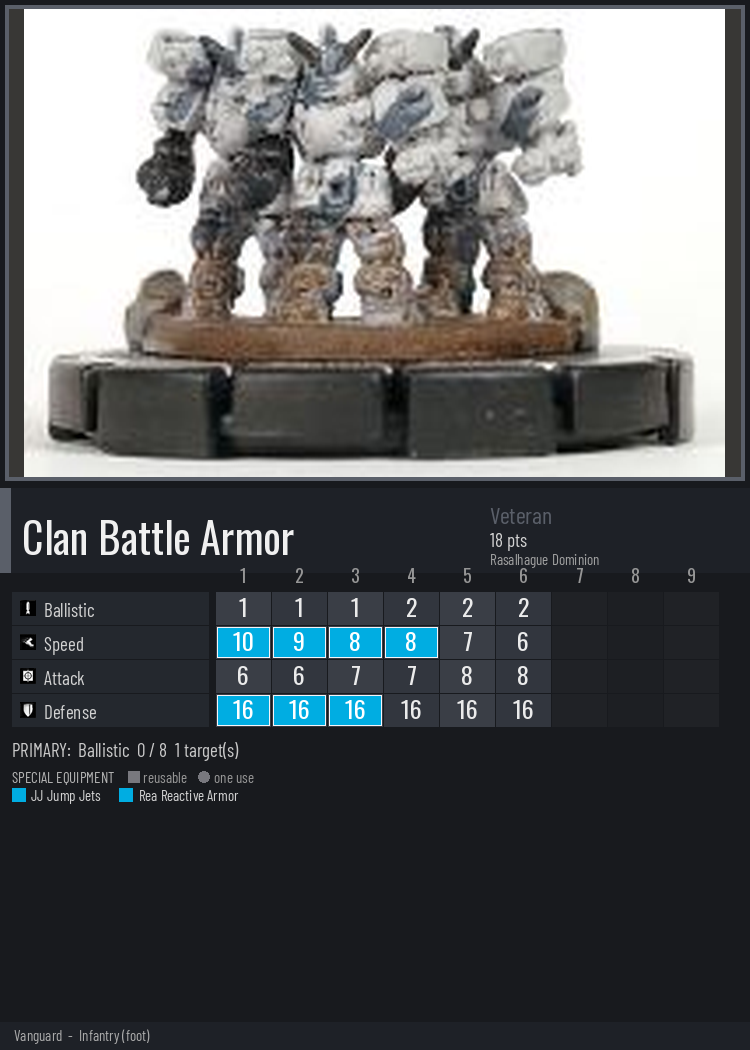 Clan Battle Armor
Veteran
18 pts
Rasalhague Dominion
1 2 3 4 5 6 7 8 9
Ballistic 1 1 1 2 2 2
Speed 10 9 8 8 7 6
Attack 6 6 7 7 8 8
Defense 16 16 16 16 16 16
PRIMARY: Ballistic 0 / 8 1 target(s)
SPECIAL EQUIPMENT reusable one use
JJ Jump Jets Rea Reactive Armor
Vanguard - Infantry (foot)